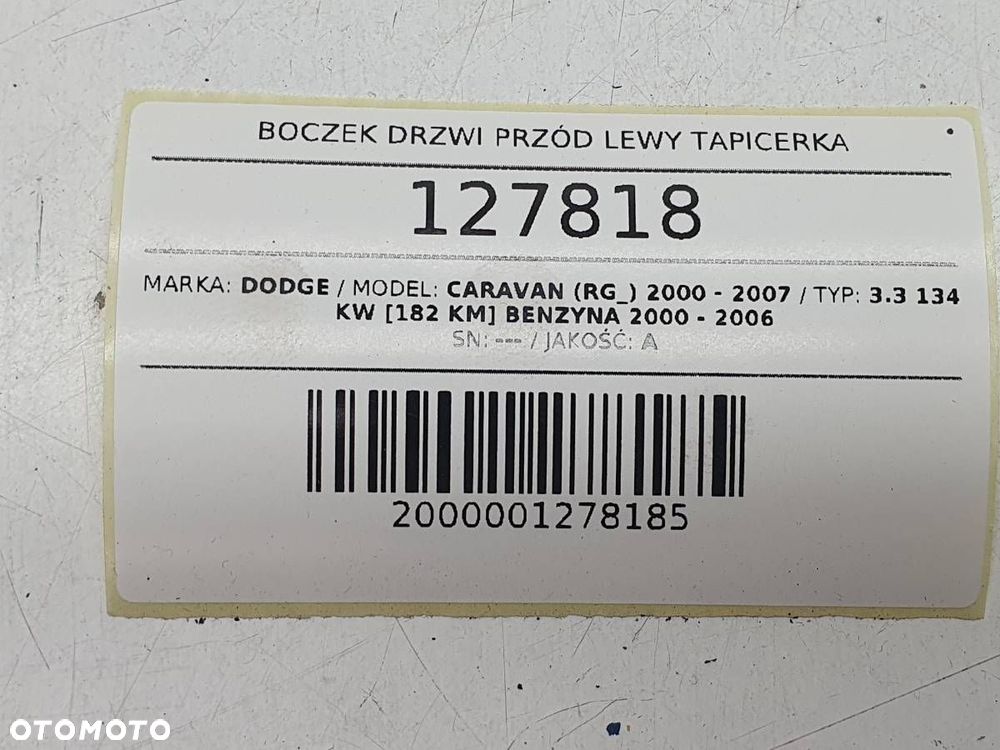 BOCZEK DRZWI PRZÓD LEWY TAPICERKA
127818
MARKA: DODGE / MODEL: CARAVAN (RG_) 2000 - 2007 / TYP: 3.3 134
KW [182 KM] BENZYNA 2000 - 2006
SN: --- / JAKOŚĆ: A
2000001278185
OTOMOTO